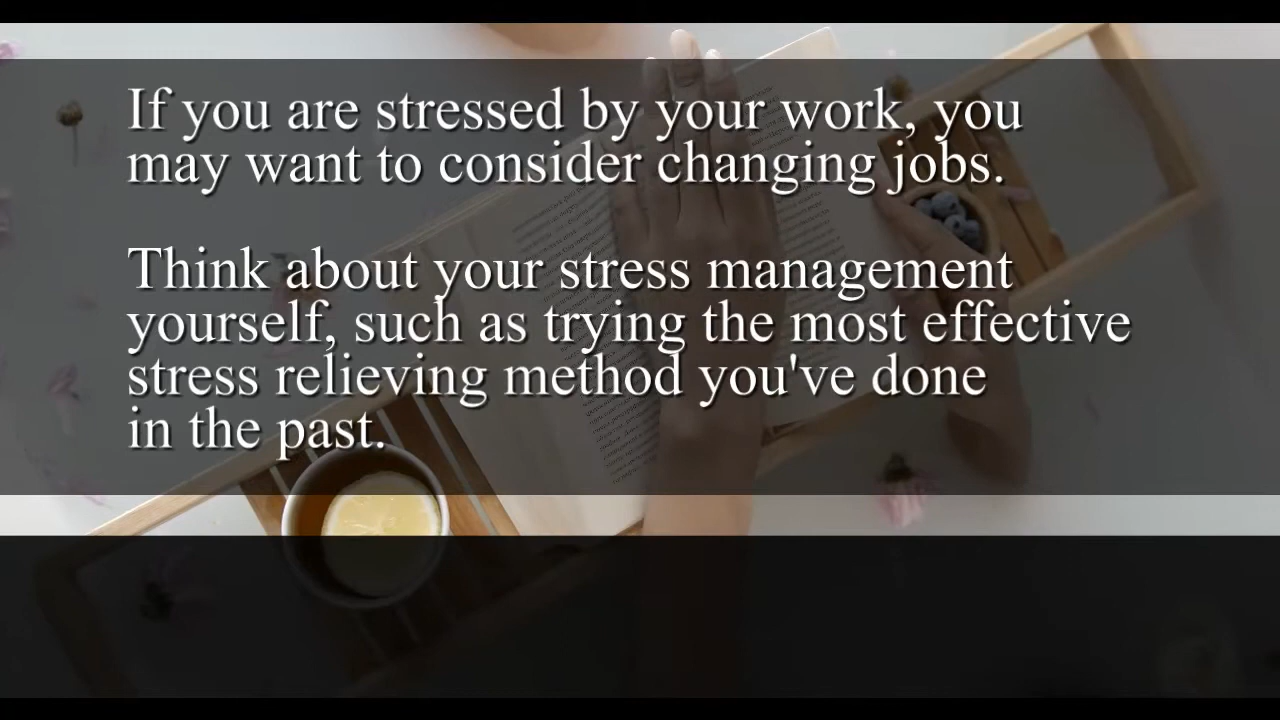 If you are stressed by your work, you
may want to consider changing jobs.
Think about your stress management
yourself, such as trying the most effective
stress relieving method you've done
in the past.